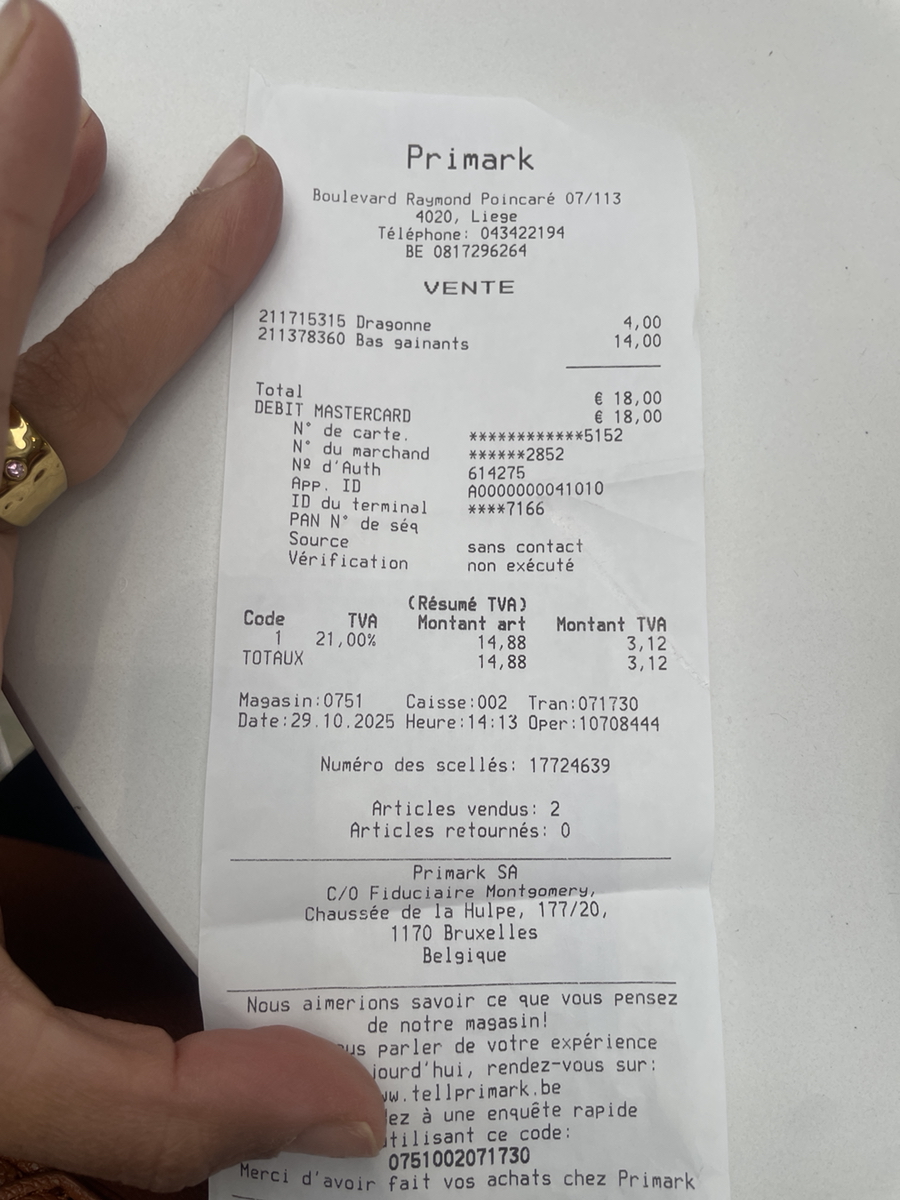 Primark
Boulevard Raymond Poincaré 07/113
4020, Liege
Téléphone: 043422194
BE 0817296264
VENTE
211715315 Dragonne 4,00
211378360 Bas gainants 14,00
Total € 18,00
DEBIT MASTERCARD € 18,00
N° de carte. ************5152
N° du marchand ******2852
Nº d'Auth 614275
App. ID A0000000041010
ID du terminal ****7166
PAN N° de séq
Source sans contact
Vérification non exécuté
(Résumé TVA)
Code TVA Montant art Montant TVA
1 21,00% 14,88 3,12
TOTAUX 14,88 3,12
Magasin:0751 Caisse:002 Tran:071730
Date:29.10.2025 Heure:14:13 Oper:10708444
Numéro des scellés: 17724639
Articles vendus: 2
Articles retournés: 0
Primark SA
C/O Fiduciaire Montgomery,
Chaussée de la Hulpe, 177/20,
1170 Bruxelles
Belgique
Nous aimerions savoir ce que vous pensez
de notre magasin!
parler de votre expérience
rendez-vous sur:
.tellprimark.be
à une enquête rapide
ce code:
0751002071730
Merci d'avoir fait vos achats chez Primark